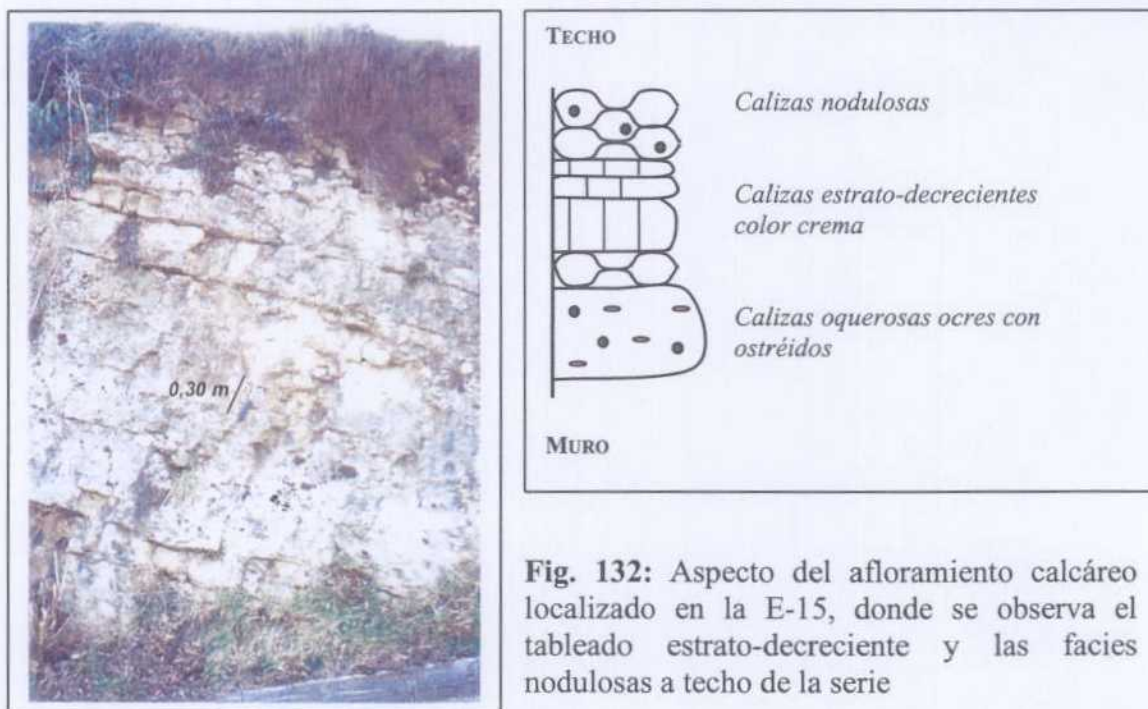 0,30 m
TECHO
Calizas nodulosas
Calizas estrato-decrecientes
color crema
Calizas oquerosas ocres con
ostréidos
MURO
Fig. 132: Aspecto del afloramiento calcáreo
localizado en la E-15, donde se observa el
tableado estrato-decreciente y las facies
nodulosas a techo de la serie